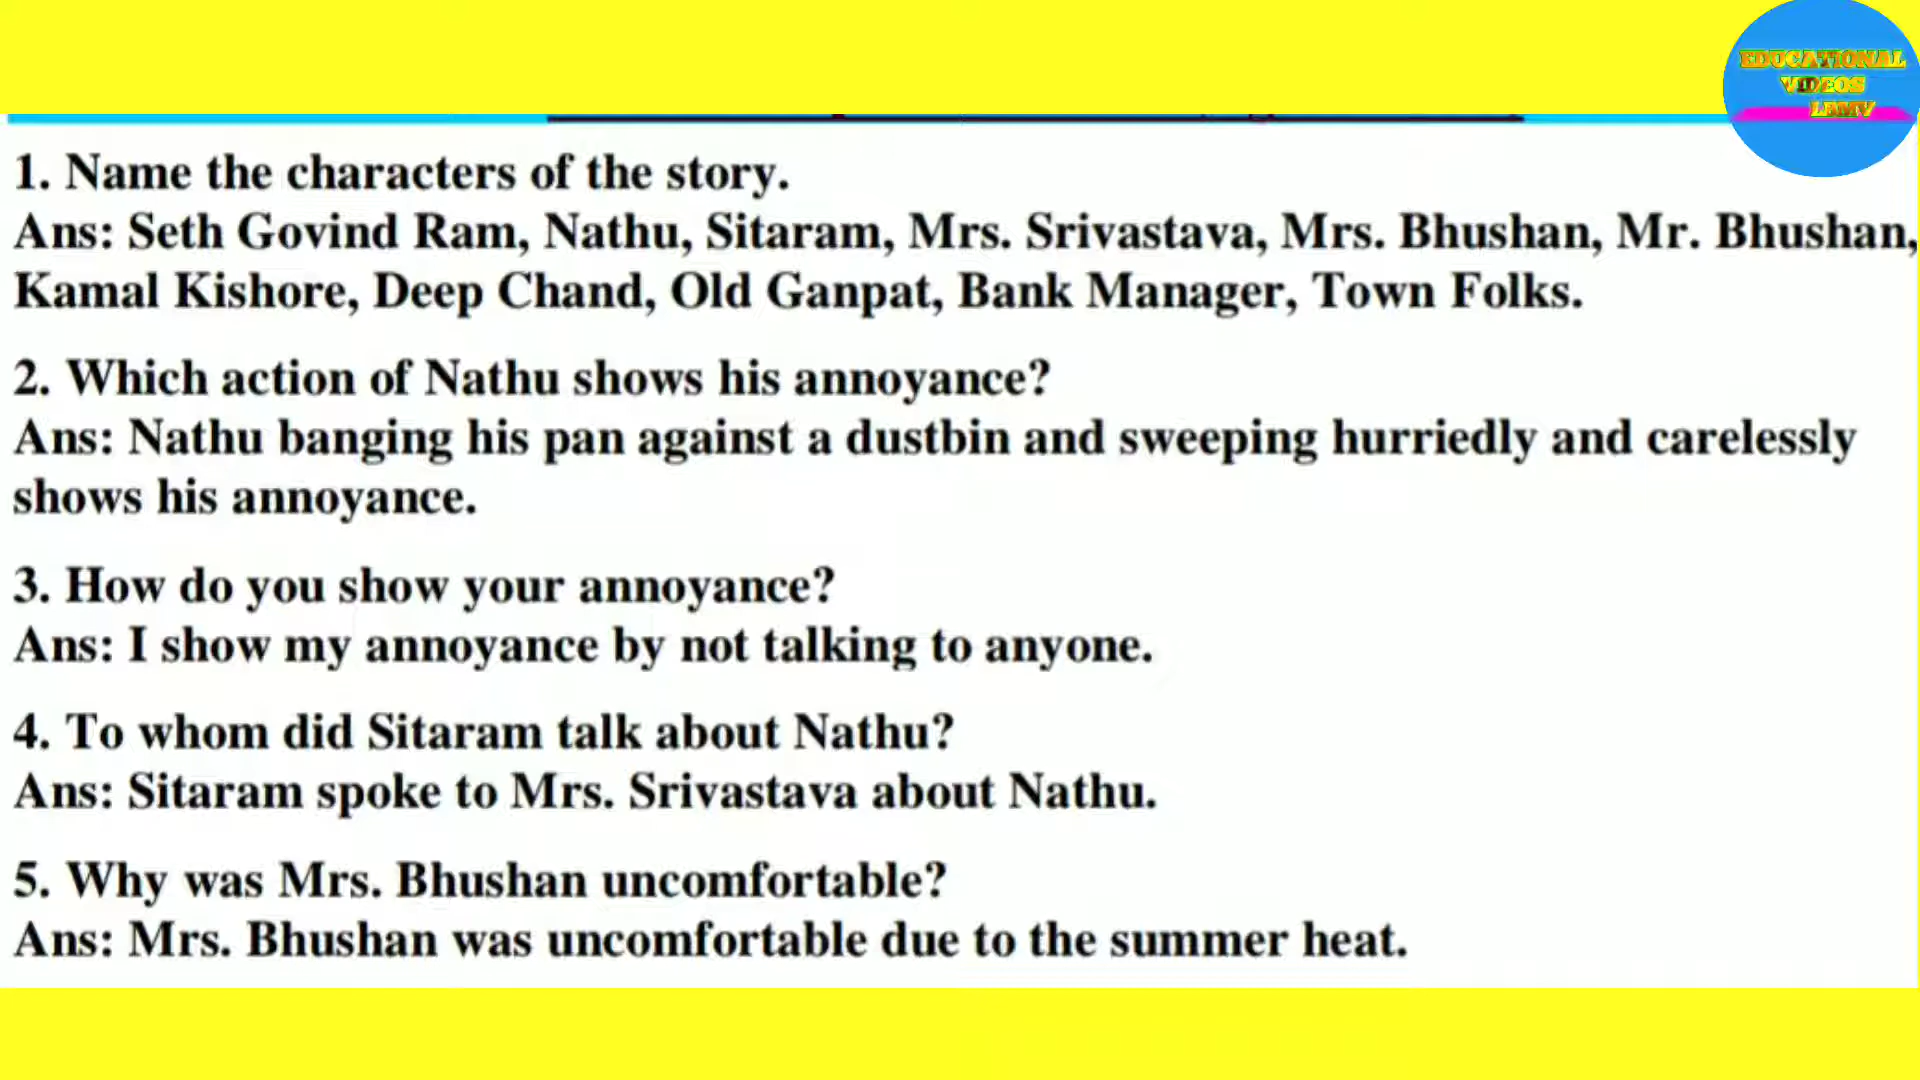 EDUCATIONAL
VIDEOS
LBMV
1. Name the characters of the story.
Ans: Seth Govind Ram, Nathu, Sitaram, Mrs. Srivastava, Mrs. Bhushan, Mr. Bhushan,
Kamal Kishore, Deep Chand, Old Ganpat, Bank Manager, Town Folks.
2. Which action of Nathu shows his annoyance?
Ans: Nathu banging his pan against a dustbin and sweeping hurriedly and carelessly
shows his annoyance.
3. How do you show your annoyance?
Ans: I show my annoyance by not talking to anyone.
4. To whom did Sitaram talk about Nathu?
Ans: Sitaram spoke to Mrs. Srivastava about Nathu.
5. Why was Mrs. Bhushan uncomfortable?
Ans: Mrs. Bhushan was uncomfortable due to the summer heat.